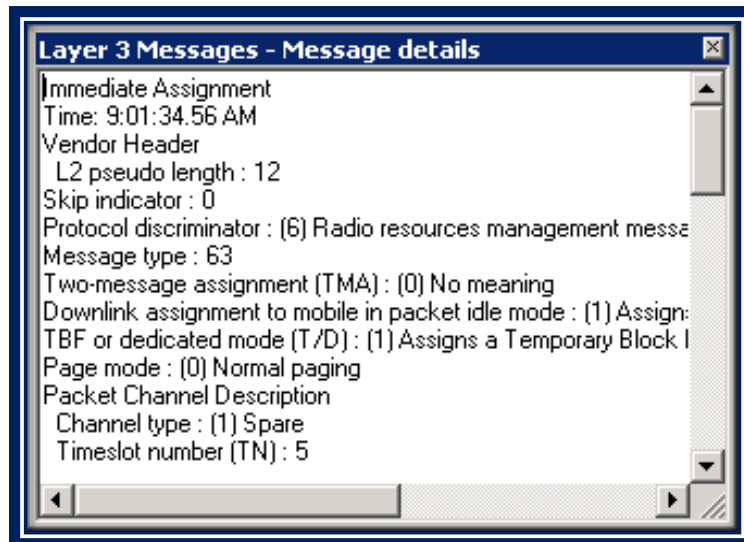 Layer 3 Messages - Message details
Immediate Assignment
Time: 9:01:34.56 AM
Vendor Header
L2 pseudo length : 12
Skip indicator : 0
Protocol discriminator : (6) Radio resources management messa
Message type : 63
Two-message assignment (TMA) : (0) No meaning
Downlink assignment to mobile in packet idle mode : (1) Assign:
TBF or dedicated mode (T/D) : (1) Assigns a Temporary Block
Page mode : (0) Normal paging
Packet Channel Description
Channel type : (1) Spare
Timeslot number (TN) : 5